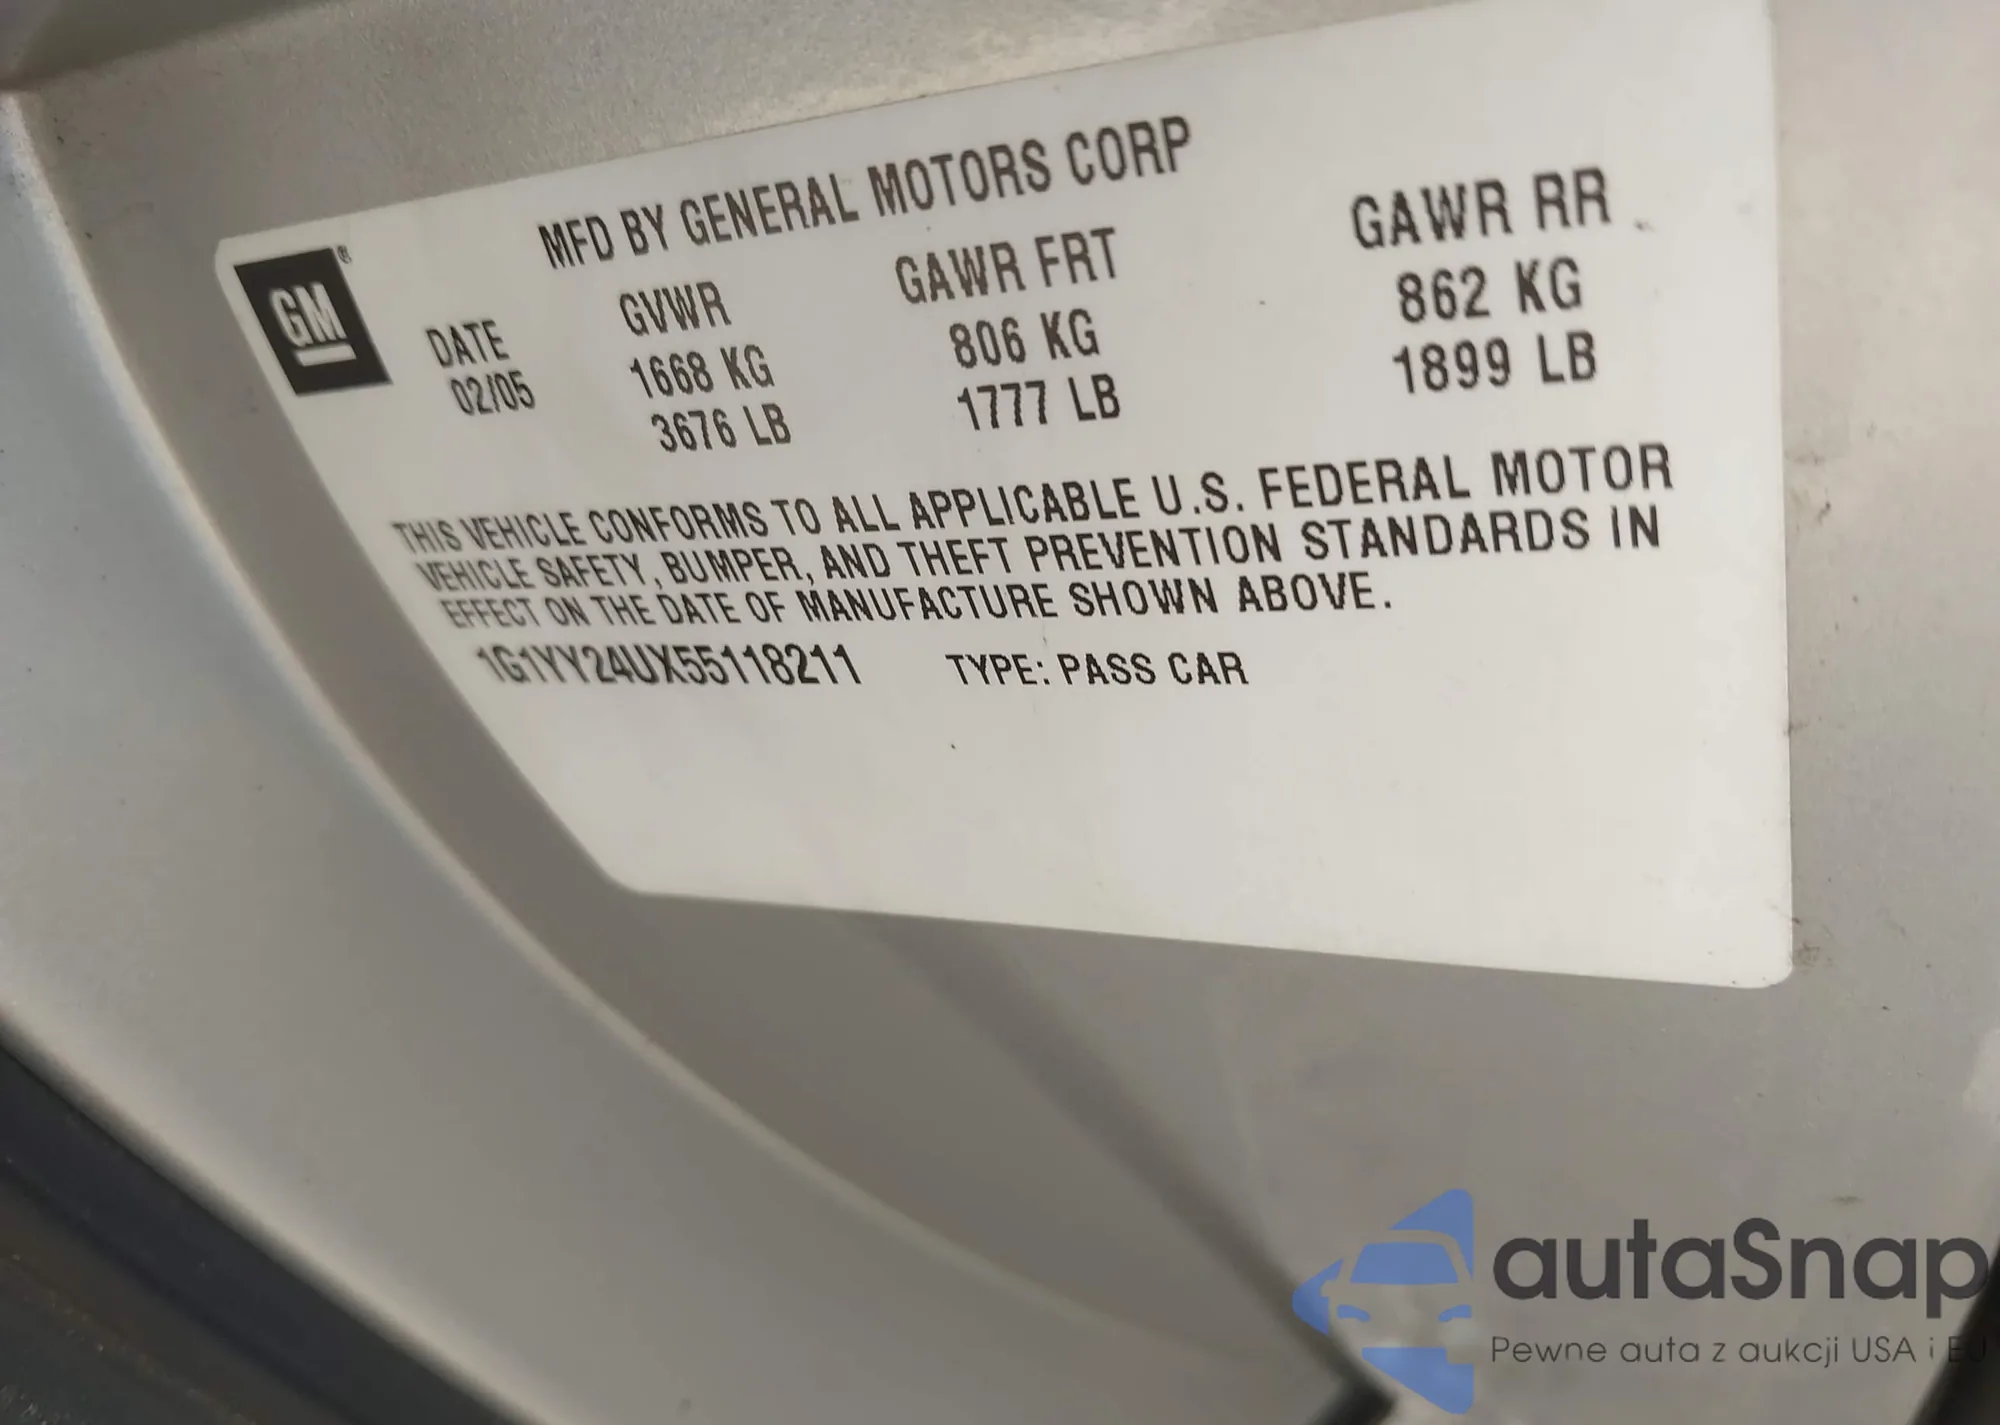 MFD BY GENERAL MOTORS CORP
GM®
DATE GVWR GAWR FRT GAWR RR
02/05 1668 KG 806 KG 862 KG
3676 LB 1777 LB 1899 LB
THIS VEHICLE CONFORMS TO ALL APPLICABLE U.S. FEDERAL MOTOR
VEHICLE SAFETY, BUMPER, AND THEFT PREVENTION STANDARDS IN
EFFECT ON THE DATE OF MANUFACTURE SHOWN ABOVE.
1G1YY24UX55118211 TYPE: PASS CAR
autaSnap
Pewne auta z aukcji USA i EU